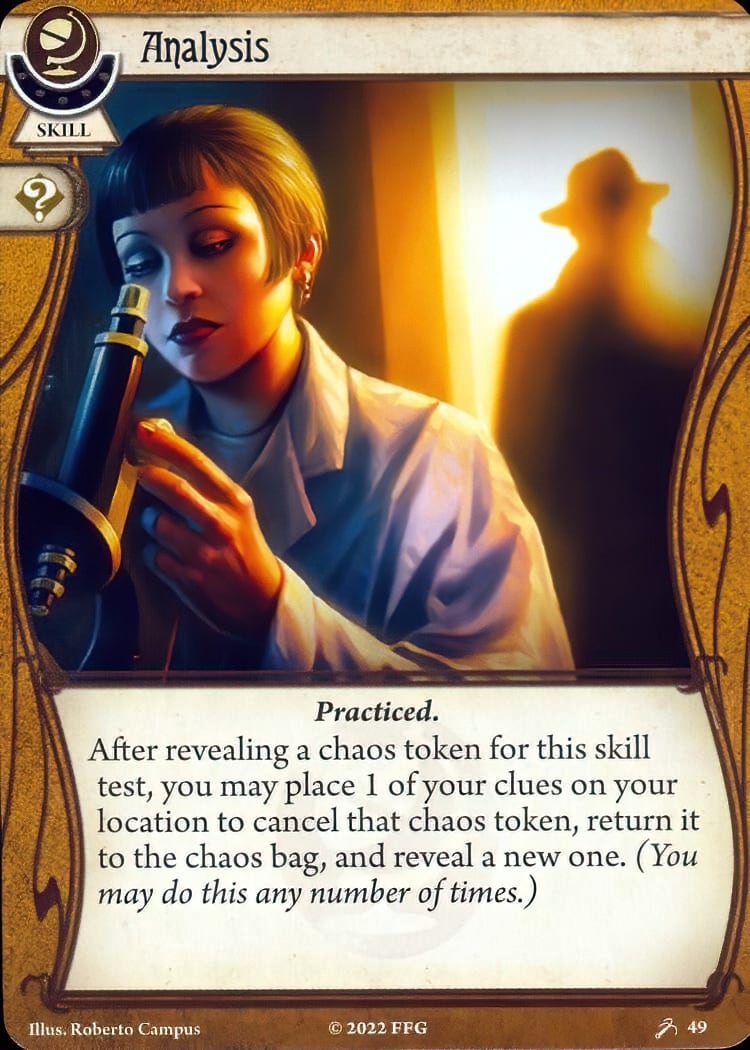 Analysis
SKILL
?
Practiced.
After revealing a chaos token for this skill
test, you may place 1 of your clues on your
location to cancel that chaos token, return it
to the chaos bag, and reveal a new one. (You
may do this any number of times.)
Illus. Roberto Campus
© 2022 FFG
49